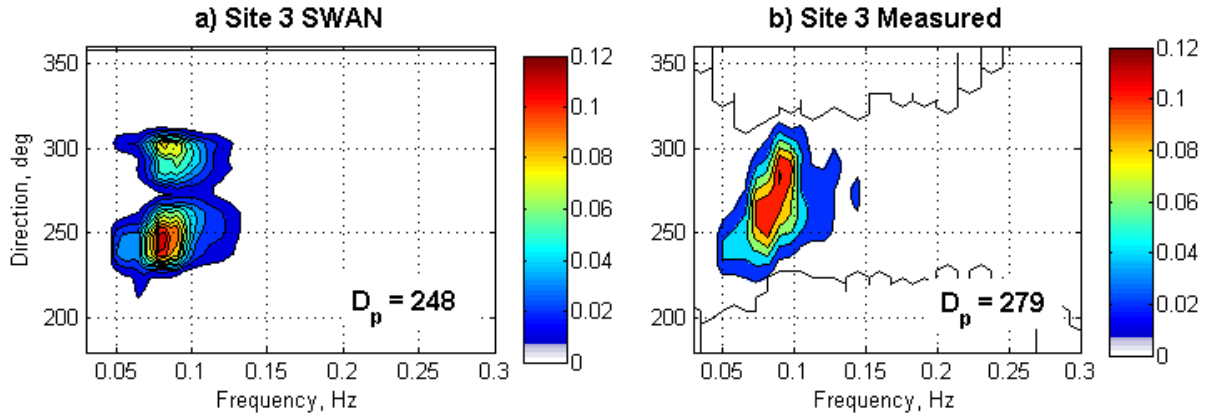 a) Site 3 SWAN
350
300
250
200
Direction, deg
0.05 0.1 0.15 0.2 0.25 0.3
Frequency, Hz
D_p = 248
0.12
0.1
0.08
0.06
0.04
0.02
0
b) Site 3 Measured
350
300
250
200
0.05 0.1 0.15 0.2 0.25 0.3
Frequency, Hz
D_p = 279
0.12
0.1
0.08
0.06
0.04
0.02
0